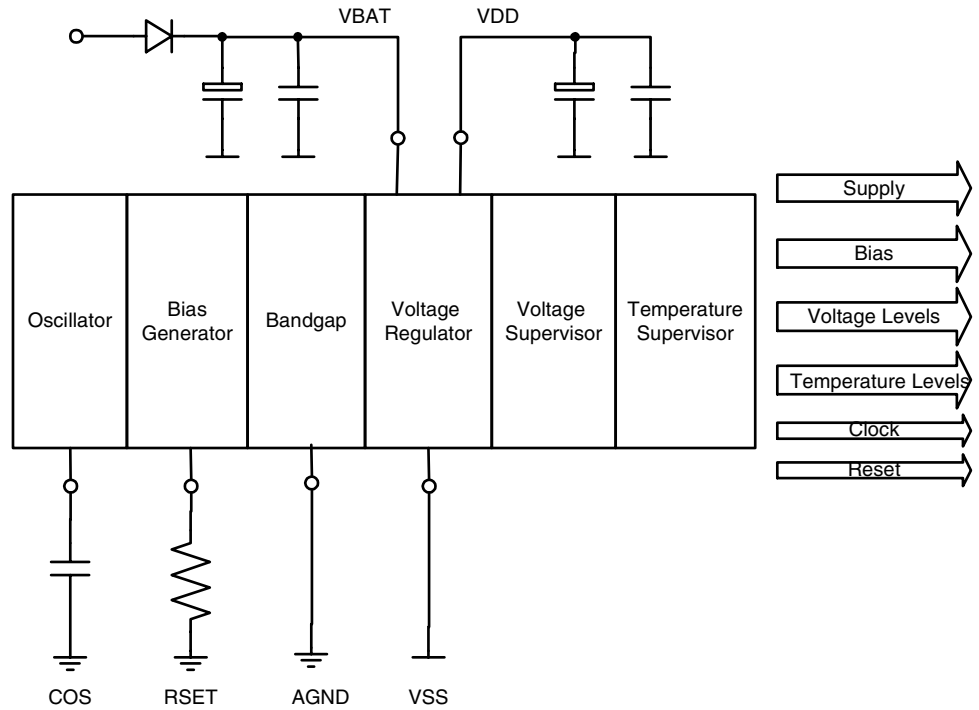 VBAT
VDD
Oscillator
Bias
Generator
Bandgap
Voltage
Regulator
Voltage
Supervisor
Temperature
Supervisor
Supply
Bias
Voltage Levels
Temperature Levels
Clock
Reset
COS
RSET
AGND
VSS